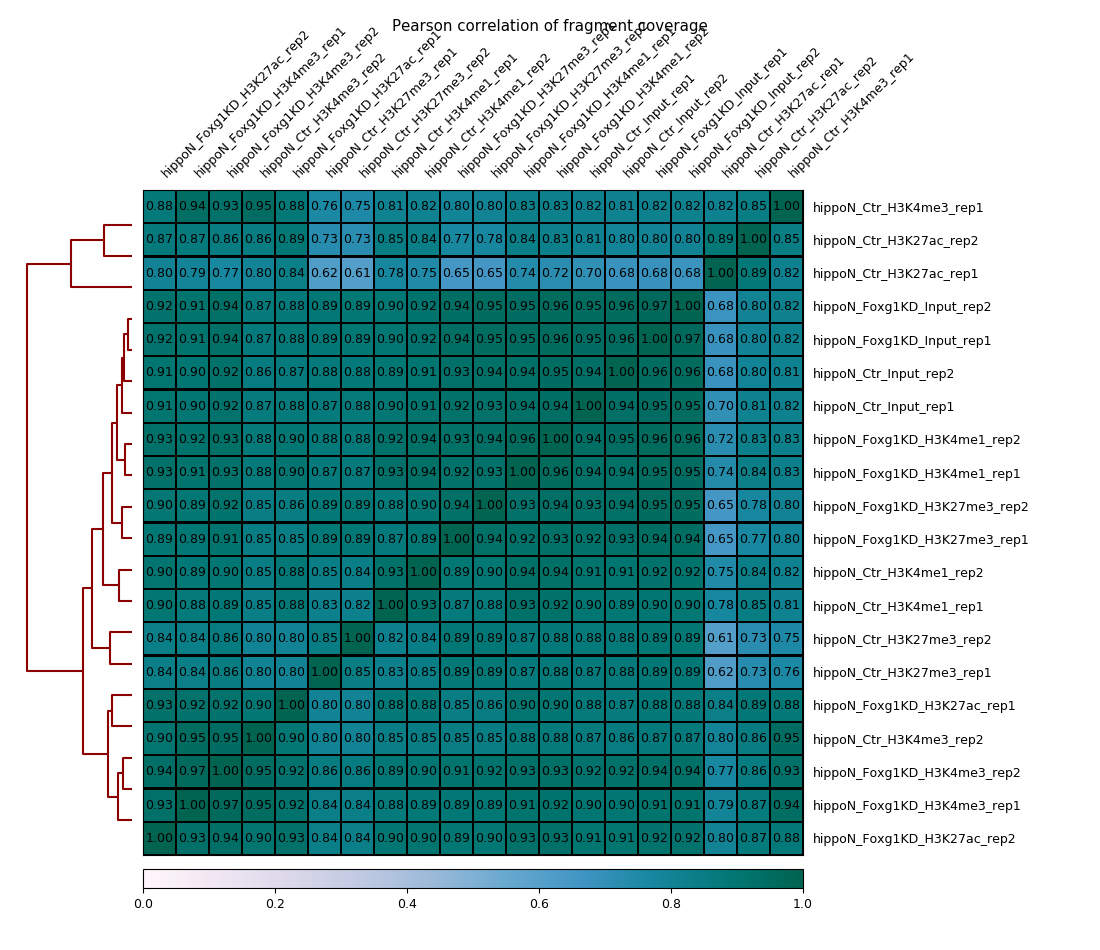 Pearson correlation of fragment coverage
hippoN_Foxg1KD_H3K27ac_rep2
hippoN_Foxg1KD_H3K4me3_rep1
hippoN_Foxg1KD_H3K4me3_rep2
hippoN_Ctr_H3K4me3_rep2
hippoN_Foxg1KD_H3K27ac_rep1
hippoN_Ctr_H3K27me3_rep1
hippoN_Ctr_H3K27me3_rep2
hippoN_Ctr_H3K4me1_rep1
hippoN_Ctr_H3K4me1_rep2
hippoN_Foxg1KD_H3K27me3_rep1
hippoN_Foxg1KD_H3K27me3_rep2
hippoN_Foxg1KD_H3K4me1_rep1
hippoN_Foxg1KD_H3K4me1_rep2
hippoN_Ctr_Input_rep1
hippoN_Ctr_Input_rep2
hippoN_Foxg1KD_Input_rep1
hippoN_Foxg1KD_Input_rep2
hippoN_Ctr_H3K27ac_rep1
hippoN_Ctr_H3K27ac_rep2
hippoN_Ctr_H3K4me3_rep1
0.88 0.94 0.93 0.95 0.88 0.76 0.75 0.81 0.82 0.80 0.80 0.83 0.83 0.82 0.81 0.82 0.82 0.82 0.85 1.00 hippoN_Ctr_H3K4me3_rep1
0.87 0.87 0.86 0.86 0.89 0.73 0.73 0.85 0.84 0.77 0.78 0.84 0.83 0.81 0.80 0.80 0.80 0.89 1.00 0.85 hippoN_Ctr_H3K27ac_rep2
0.80 0.79 0.77 0.80 0.84 0.62 0.61 0.78 0.75 0.65 0.65 0.74 0.72 0.70 0.68 0.68 0.68 1.00 0.89 0.82 hippoN_Ctr_H3K27ac_rep1
0.92 0.91 0.94 0.87 0.88 0.89 0.89 0.90 0.92 0.94 0.95 0.95 0.96 0.95 0.96 0.97 1.00 0.68 0.80 0.82 hippoN_Foxg1KD_Input_rep2
0.92 0.91 0.94 0.87 0.88 0.89 0.89 0.90 0.92 0.94 0.95 0.95 0.96 0.95 0.96 1.00 0.97 0.68 0.80 0.82 hippoN_Foxg1KD_Input_rep1
0.91 0.90 0.92 0.86 0.87 0.88 0.88 0.89 0.91 0.93 0.94 0.94 0.95 0.94 1.00 0.96 0.96 0.68 0.80 0.81 hippoN_Ctr_Input_rep2
0.91 0.90 0.92 0.87 0.88 0.87 0.88 0.90 0.91 0.92 0.93 0.94 0.94 1.00 0.94 0.95 0.95 0.70 0.81 0.82 hippoN_Ctr_Input_rep1
0.93 0.92 0.93 0.88 0.90 0.88 0.88 0.92 0.94 0.93 0.94 0.96 1.00 0.94 0.95 0.96 0.96 0.72 0.83 0.83 hippoN_Foxg1KD_H3K4me1_rep2
0.93 0.91 0.93 0.88 0.90 0.87 0.87 0.93 0.94 0.92 0.93 1.00 0.96 0.94 0.94 0.95 0.95 0.74 0.84 0.83 hippoN_Foxg1KD_H3K4me1_rep1
0.90 0.89 0.92 0.85 0.86 0.89 0.89 0.88 0.90 0.94 1.00 0.93 0.94 0.93 0.94 0.95 0.95 0.65 0.78 0.80 hippoN_Foxg1KD_H3K27me3_rep2
0.89 0.89 0.91 0.85 0.85 0.89 0.89 0.87 0.89 1.00 0.94 0.92 0.93 0.92 0.93 0.94 0.94 0.65 0.77 0.80 hippoN_Foxg1KD_H3K27me3_rep1
0.90 0.89 0.90 0.85 0.88 0.85 0.84 0.93 1.00 0.89 0.90 0.94 0.94 0.91 0.91 0.92 0.92 0.75 0.84 0.82 hippoN_Ctr_H3K4me1_rep2
0.90 0.88 0.89 0.85 0.88 0.83 0.82 1.00 0.93 0.87 0.88 0.93 0.92 0.90 0.89 0.90 0.90 0.78 0.85 0.81 hippoN_Ctr_H3K4me1_rep1
0.84 0.84 0.86 0.80 0.80 0.85 1.00 0.82 0.84 0.89 0.89 0.87 0.88 0.88 0.88 0.89 0.89 0.61 0.73 0.75 hippoN_Ctr_H3K27me3_rep2
0.84 0.84 0.86 0.80 0.80 1.00 0.85 0.83 0.85 0.89 0.89 0.87 0.88 0.87 0.88 0.89 0.89 0.62 0.73 0.76 hippoN_Ctr_H3K27me3_rep1
0.93 0.92 0.92 0.90 1.00 0.80 0.80 0.88 0.88 0.85 0.86 0.90 0.90 0.88 0.87 0.88 0.88 0.84 0.89 0.88 hippoN_Foxg1KD_H3K27ac_rep1
0.90 0.95 0.95 1.00 0.90 0.80 0.80 0.85 0.85 0.85 0.85 0.88 0.88 0.87 0.86 0.87 0.87 0.80 0.86 0.95 hippoN_Ctr_H3K4me3_rep2
0.94 0.97 1.00 0.95 0.92 0.86 0.86 0.89 0.90 0.91 0.92 0.93 0.93 0.92 0.92 0.94 0.94 0.77 0.86 0.93 hippoN_Foxg1KD_H3K4me3_rep2
0.93 1.00 0.97 0.95 0.92 0.84 0.84 0.88 0.89 0.89 0.89 0.91 0.92 0.90 0.90 0.91 0.91 0.79 0.87 0.94 hippoN_Foxg1KD_H3K4me3_rep1
1.00 0.93 0.94 0.90 0.93 0.84 0.84 0.90 0.90 0.89 0.90 0.93 0.93 0.91 0.91 0.92 0.92 0.80 0.87 0.88 hippoN_Foxg1KD_H3K27ac_rep2
0.0 0.2 0.4 0.6 0.8 1.0